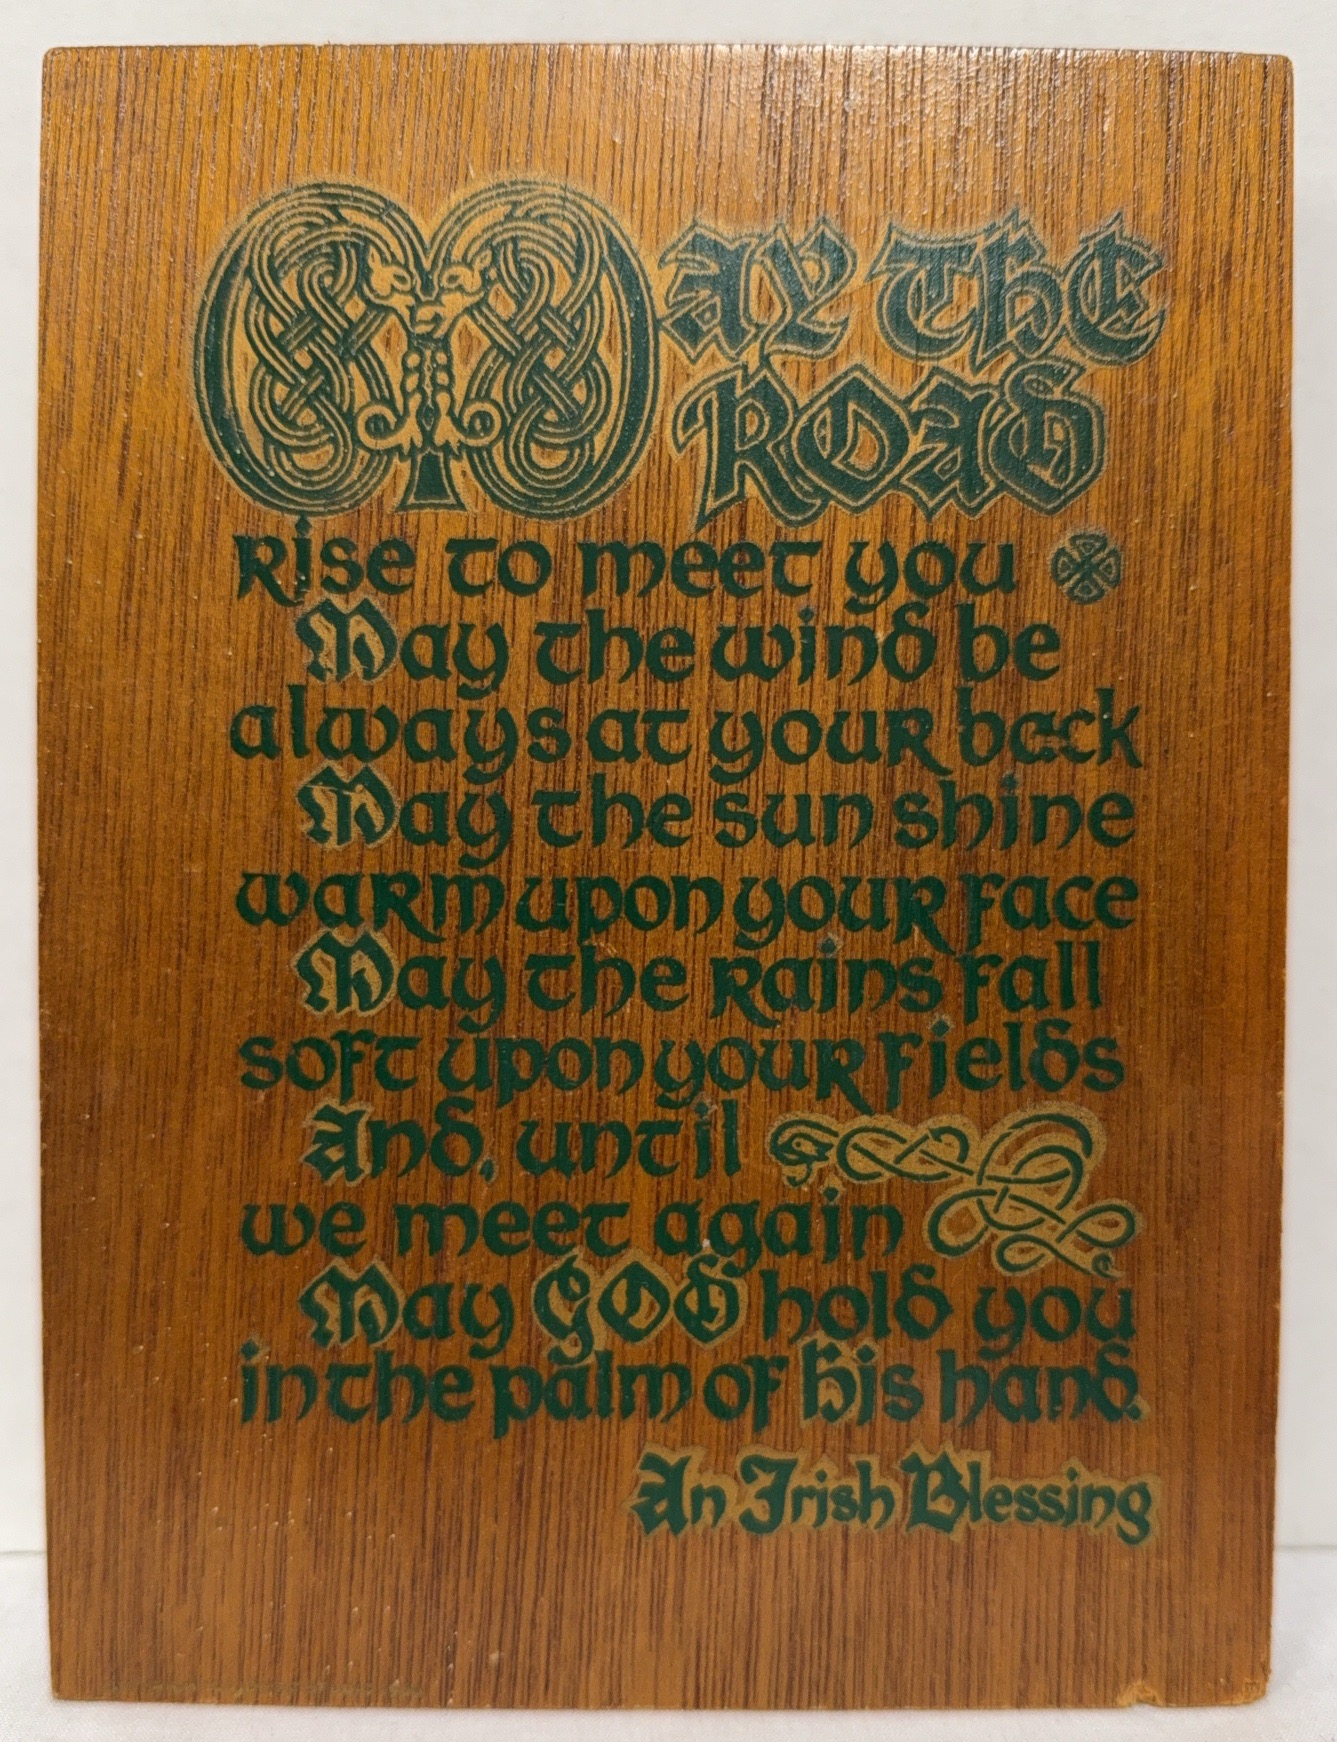 May the
Road
Rise to meet you
May the wind be
always at your back
May the sun shine
warm upon your face
May the rains fall
soft upon your fields
And, until
we meet again
May God hold you
in the palm of His hand.
An Irish Blessing